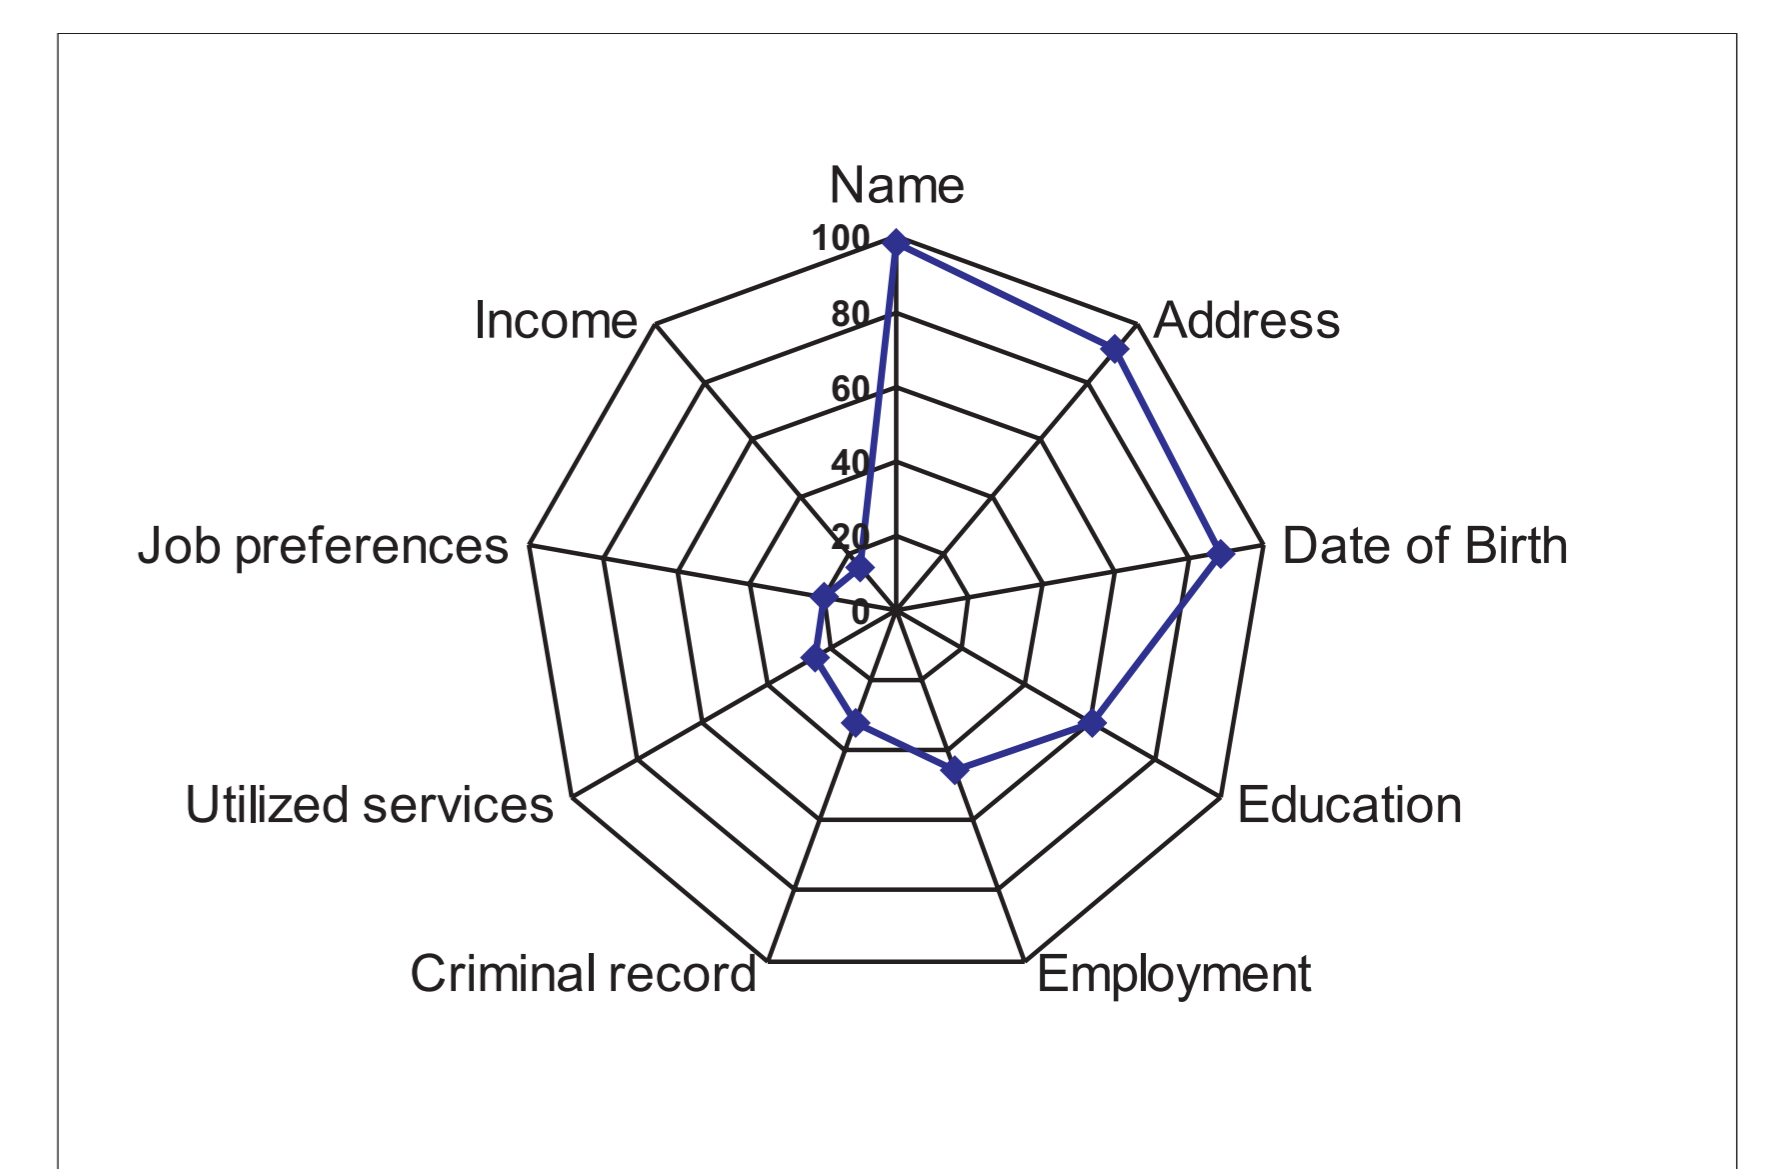 Name
100
80
60
40
20
0
Income
Address
Job preferences
Date of Birth
Utilized services
Education
Criminal record
Employment